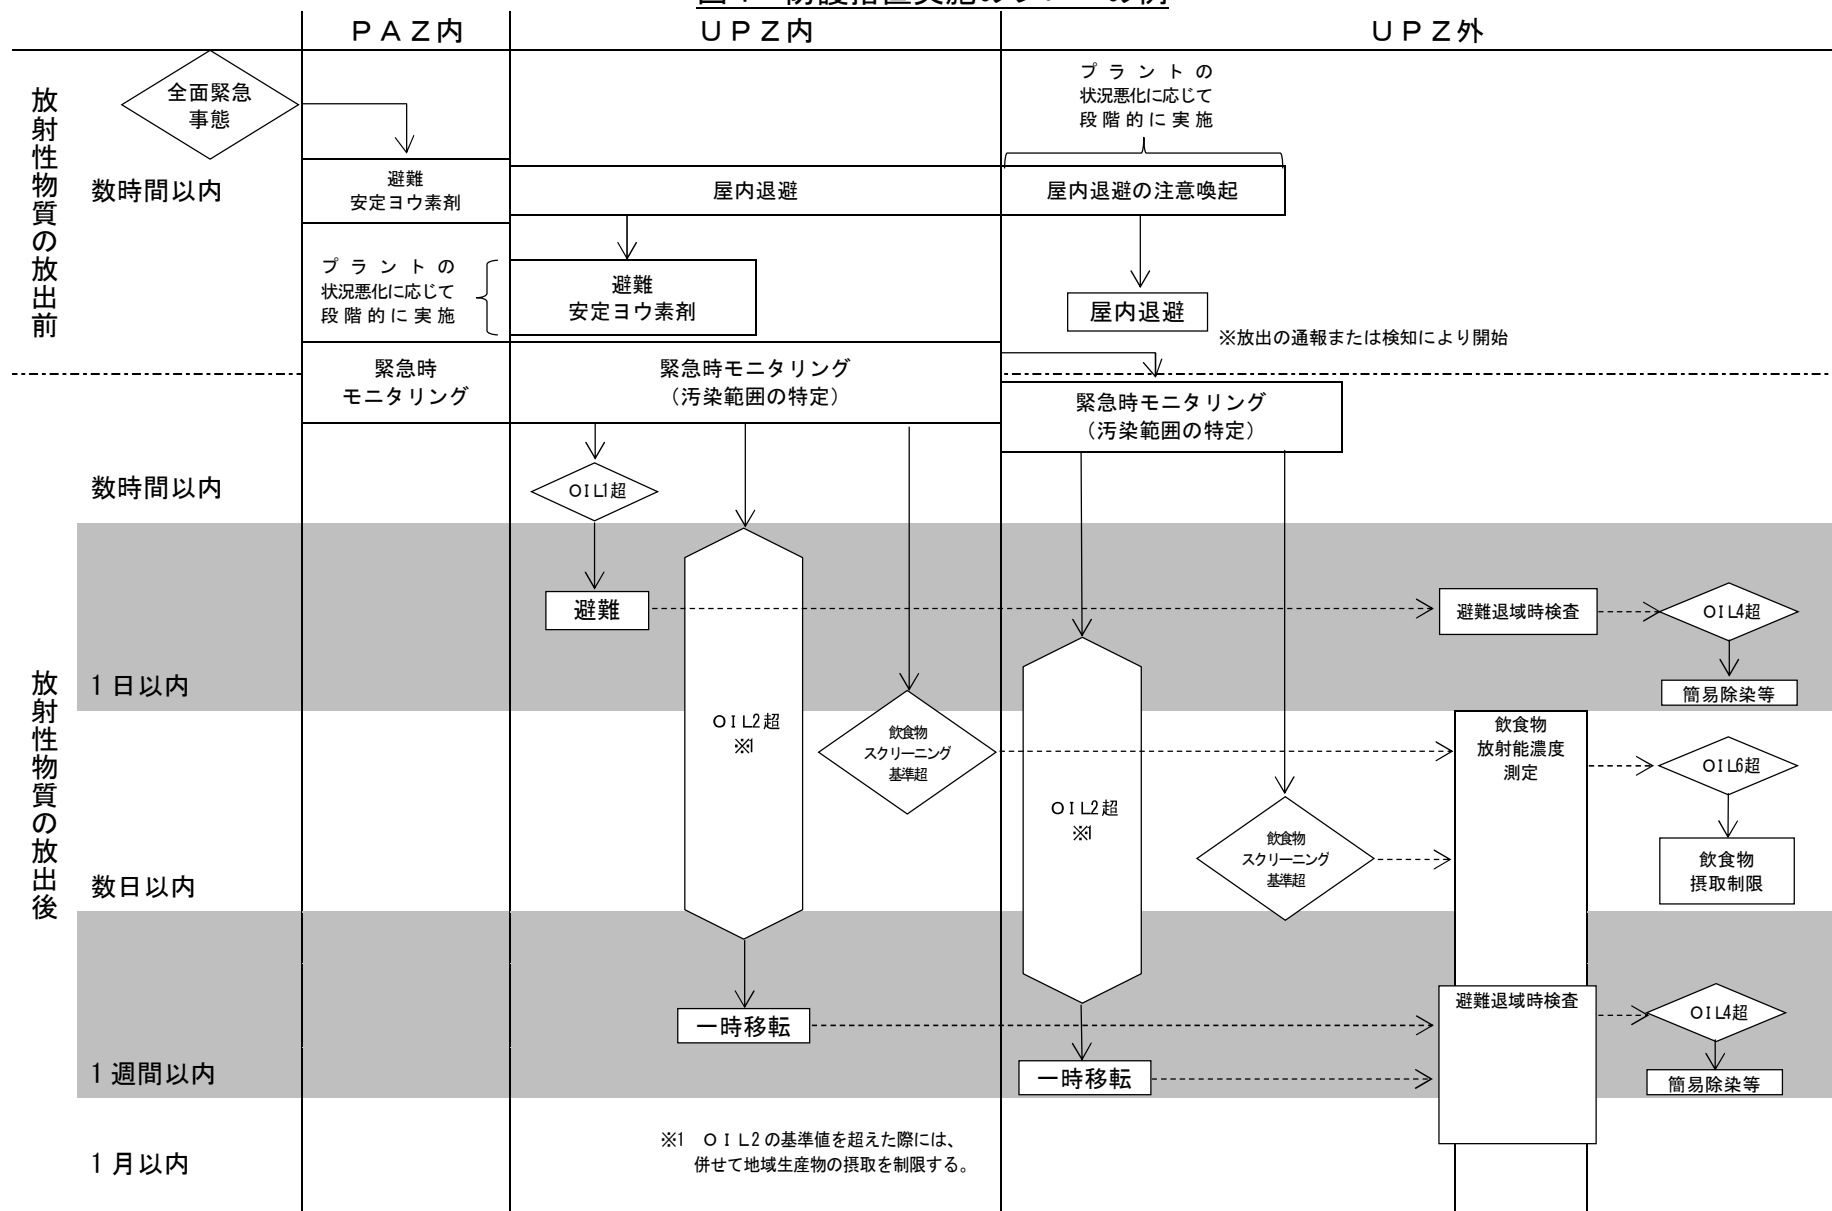 ＰＡＺ内
ＵＰＺ内
ＵＰＺ外
放射性物質の放出前
全面緊急
事態
プラントの
状況悪化に応じて
段階的に実施
数時間以内
避難
安定ヨウ素剤
屋内退避
屋内退避の注意喚起
プラントの
状況悪化に応じて
段階的に実施
避難
安定ヨウ素剤
屋内退避
※放出の通報または検知により開始
緊急時
モニタリング
緊急時モニタリング
（汚染範囲の特定）
緊急時モニタリング
（汚染範囲の特定）
放射性物質の放出後
数時間以内
ＯＩＬ1超
避難
避難退域時検査
ＯＩＬ4超
1日以内
簡易除染等
ＯＩＬ2超
※1
飲食物
スクリーニング
基準超
飲食物
放射能濃度
測定
ＯＩＬ6超
ＯＩＬ2超
※1
飲食物
スクリーニング
基準超
飲食物
摂取制限
数日以内
一時移転
避難退域時検査
ＯＩＬ4超
1週間以内
一時移転
簡易除染等
※1　ＯＩＬ2の基準値を超えた際には、
併せて地域生産物の摂取を制限する。
1月以内